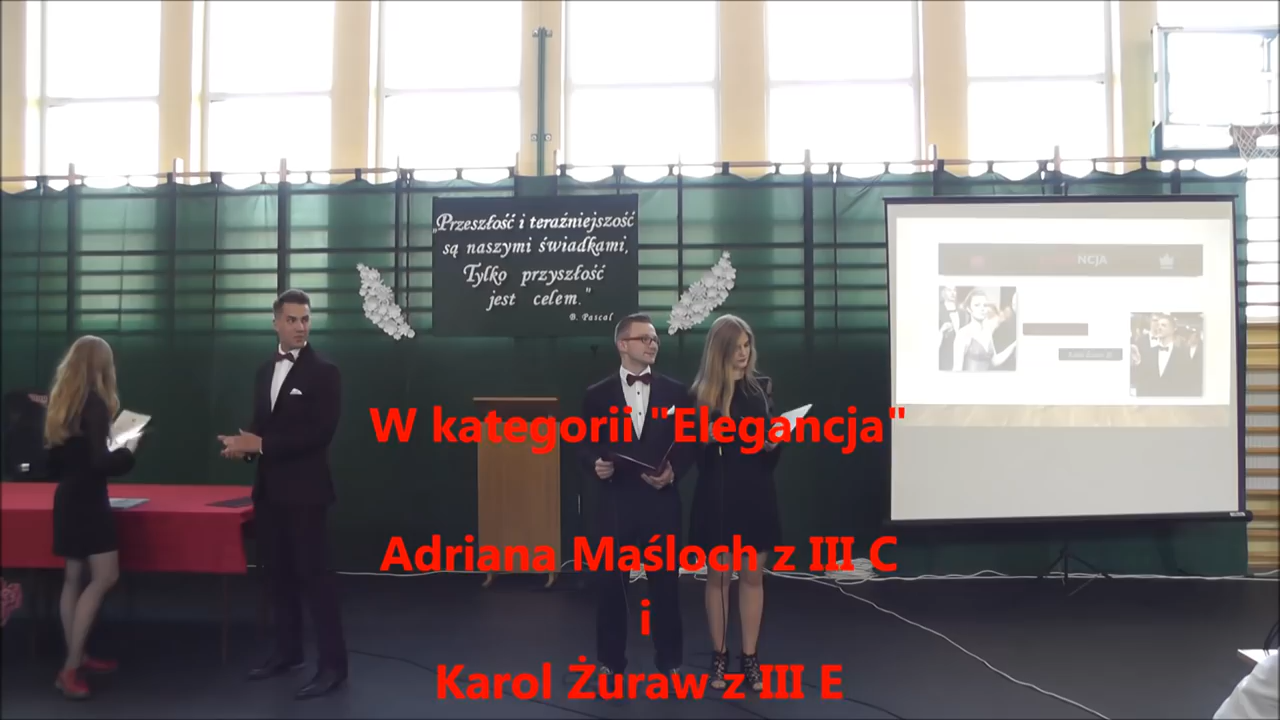 „Przeszłość i teraźniejszość
są naszymi świadkami,
Tylko przyszłość
jest celem."
B. Pascal
NCJA
W kategorii "Elegancja"
Adriana Maśloch z III C
i
Karol Żuraw z III E